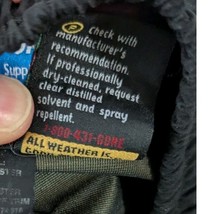 Check with
manufacturer's
recommendation.
If professionally
dry-cleaned, request
clear distilled
solvent and spray
repellent.
1-800-431-GORE
ALL WEATHER IS
Supp